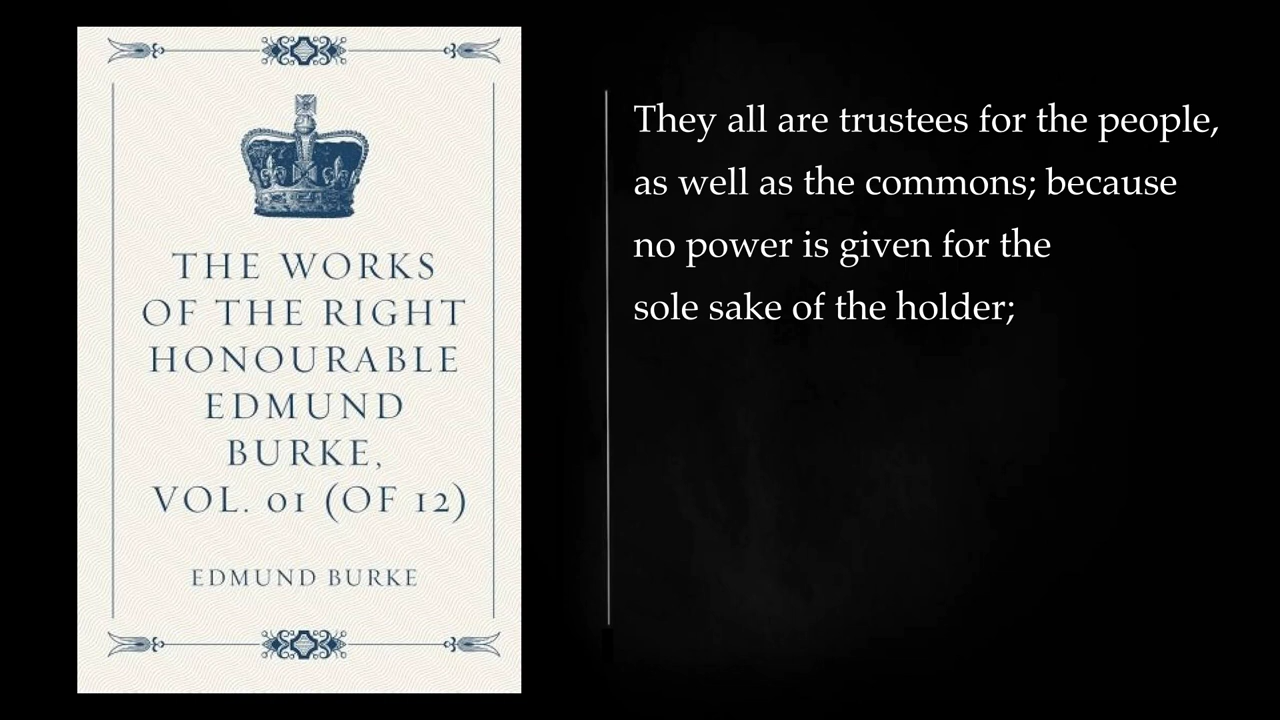 THE WORKS
OF THE RIGHT
HONOURABLE
EDMUND
BURKE,
VOL. 01 (OF 12)
EDMUND BURKE
They all are trustees for the people,
as well as the commons; because
no power is given for the
sole sake of the holder;